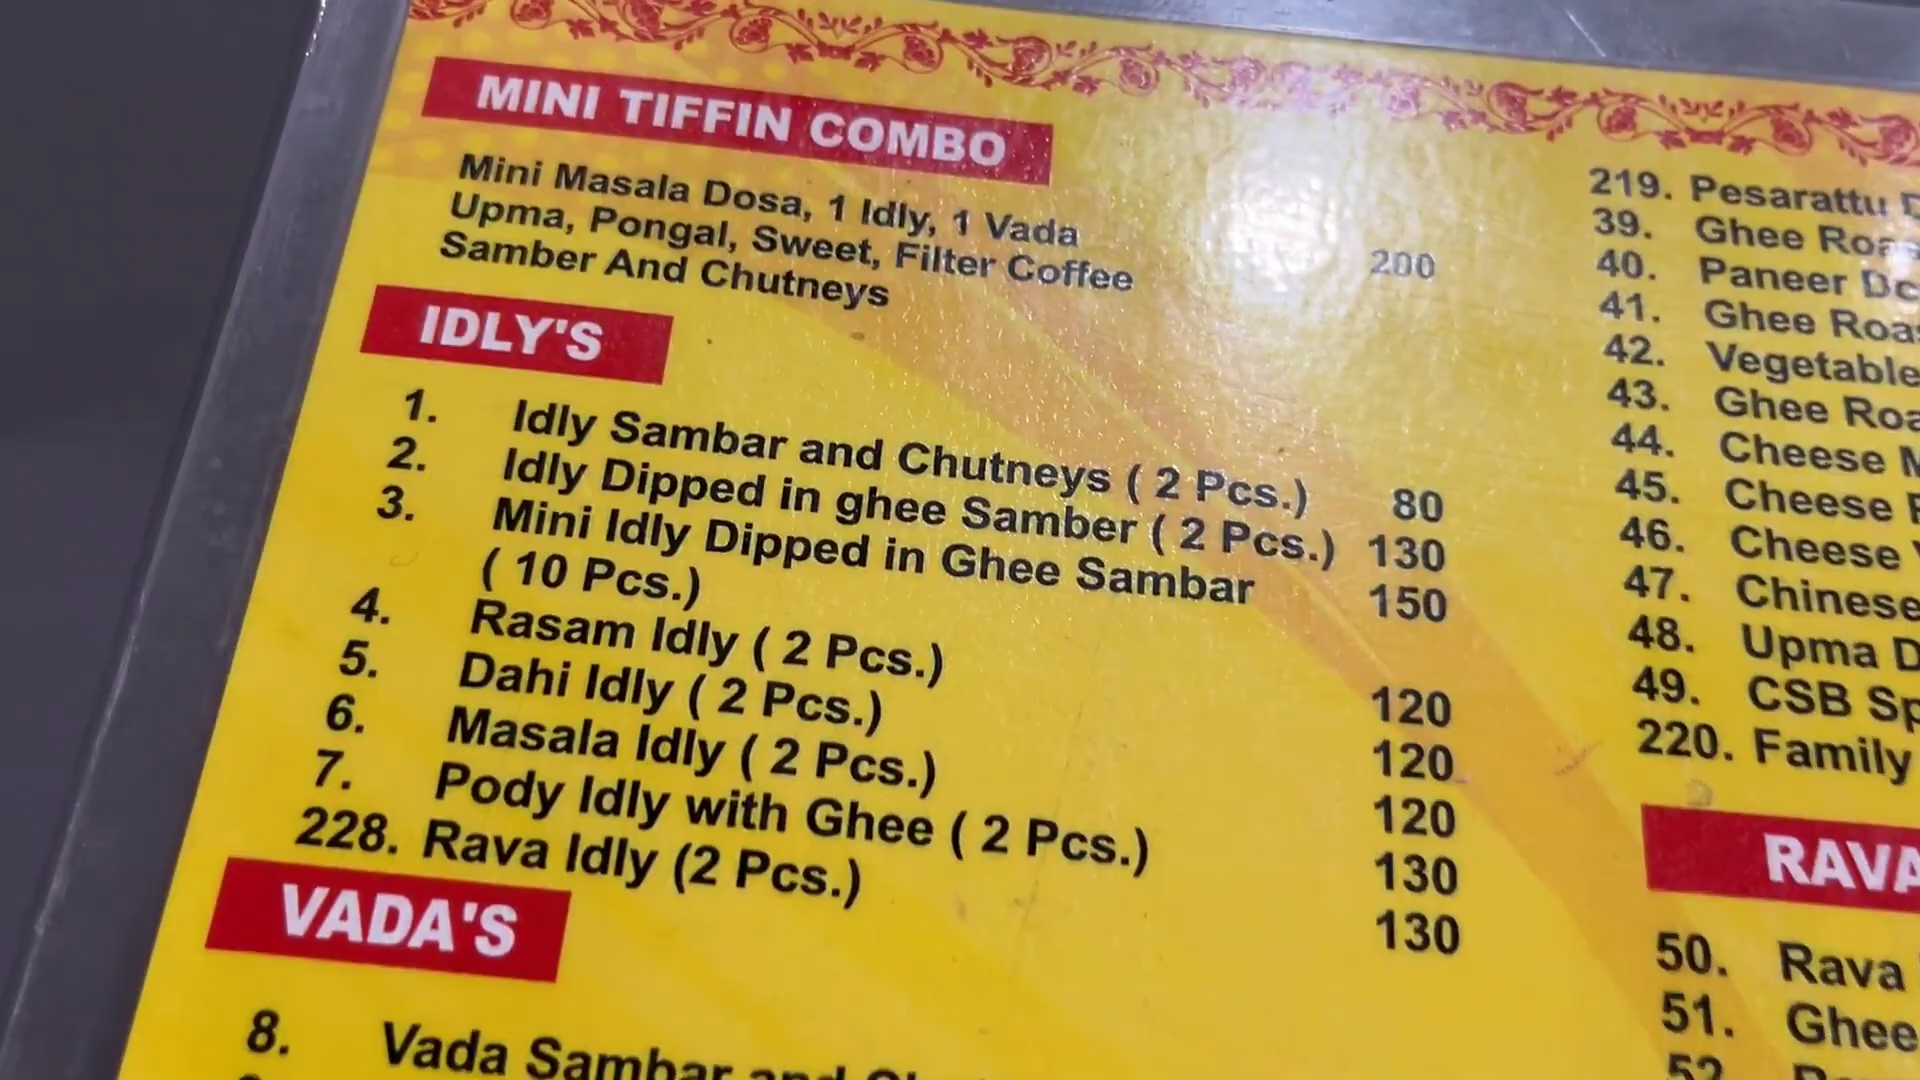 MINI TIFFIN COMBO
Mini Masala Dosa, 1 Idly, 1 Vada
Upma, Pongal, Sweet, Filter Coffee 200
Samber And Chutneys
IDLY'S
1. Idly Sambar and Chutneys ( 2 Pcs.) 80
2. Idly Dipped in ghee Samber ( 2 Pcs.) 130
3. Mini Idly Dipped in Ghee Sambar 150
( 10 Pcs.)
4. Rasam Idly ( 2 Pcs.) 120
5. Dahi Idly ( 2 Pcs.) 120
6. Masala Idly ( 2 Pcs.) 120
7. Pody Idly with Ghee ( 2 Pcs.) 130
228. Rava Idly (2 Pcs.) 130
VADA'S
8. Vada Sambar and
219. Pesarattu
39. Ghee
40. Paneer
41. Ghee
42. Vegetable
43. Ghee
44. Cheese
45. Cheese
46. Cheese
47. Chinese
48. Upma
49. CSB
220. Family
RAVA
50. Rava
51. Ghee
52.